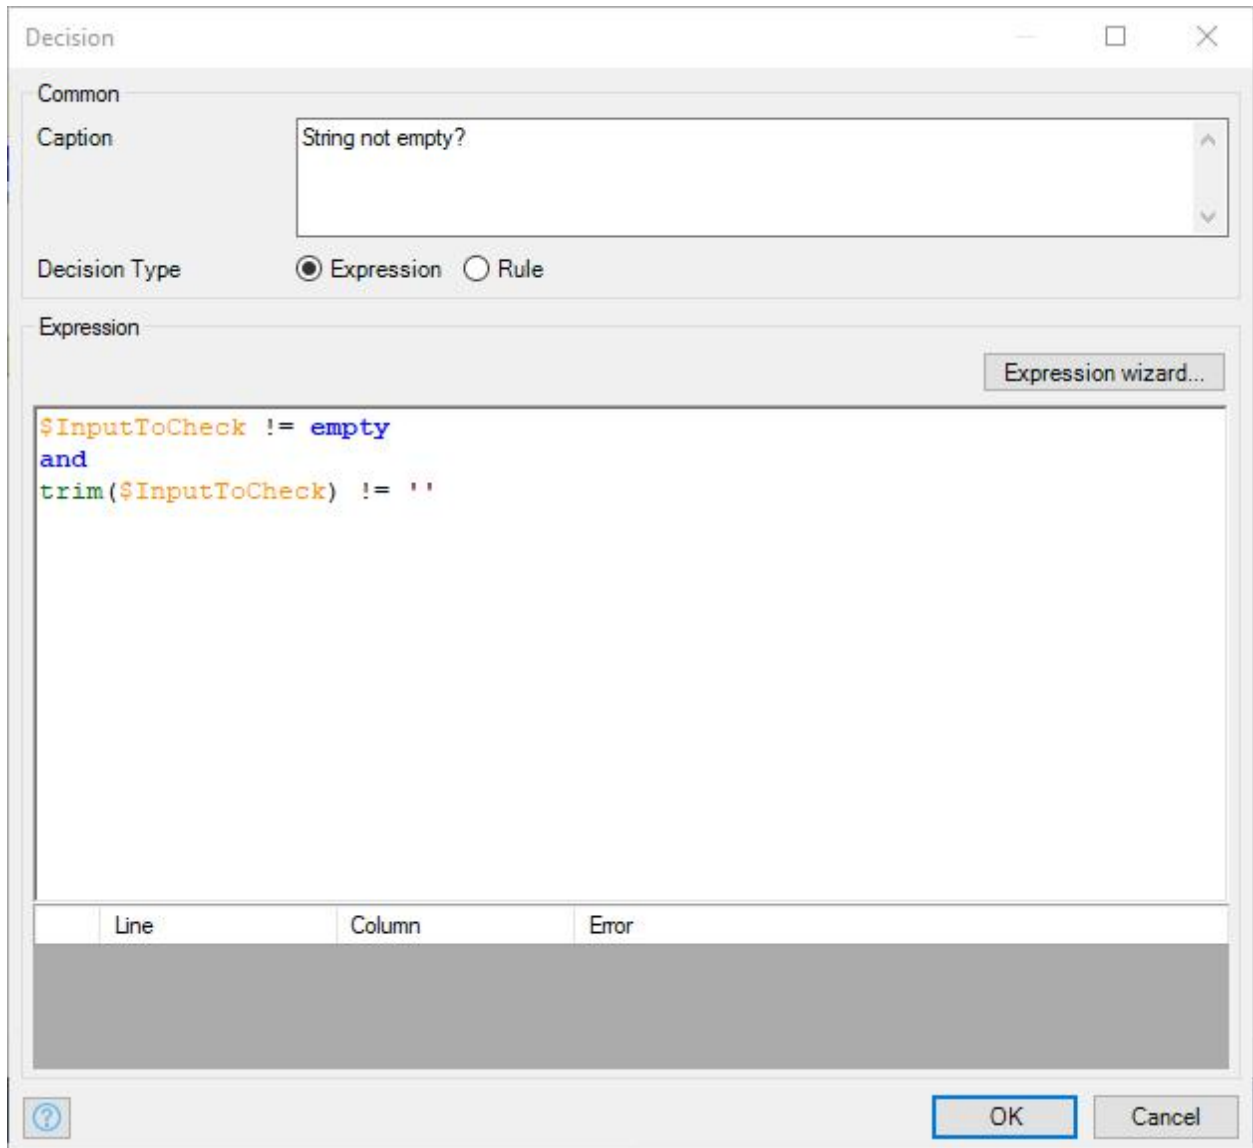 Decision
Common
Caption
String not empty?
Decision Type
Expression
Rule
Expression
Expression wizard...
$InputToCheck != empty
and
trim($InputToCheck) != ''
Line Column Error
?
OK
Cancel